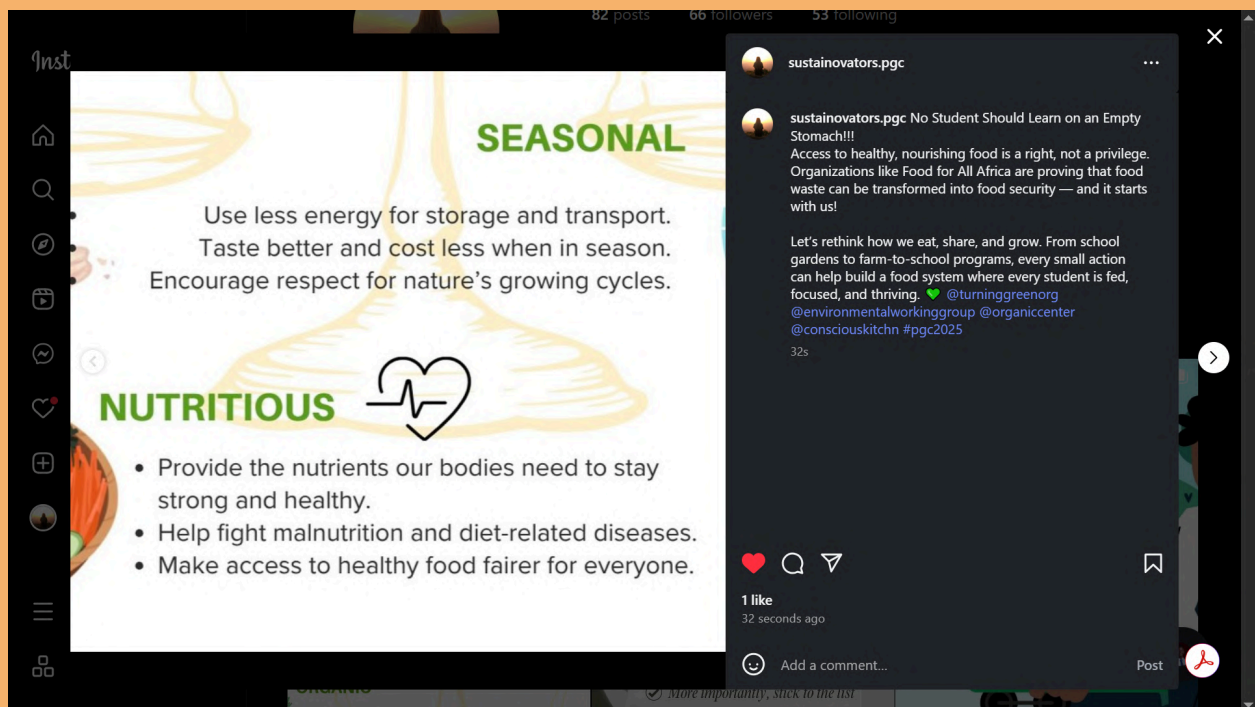 82 posts 66 followers 53 following
Inst
SEASONAL
Use less energy for storage and transport.
Taste better and cost less when in season.
Encourage respect for nature's growing cycles.
NUTRITIOUS
• Provide the nutrients our bodies need to stay
strong and healthy.
• Help fight malnutrition and diet-related diseases.
• Make access to healthy food fairer for everyone.
sustainovators.pgc
sustainovators.pgc No Student Should Learn on an Empty
Stomach!!!
Access to healthy, nourishing food is a right, not a privilege.
Organizations like Food for All Africa are proving that food
waste can be transformed into food security — and it starts
with us!
Let's rethink how we eat, share, and grow. From school
gardens to farm-to-school programs, every small action
can help build a food system where every student is fed,
focused, and thriving. 💚 @turninggreenorg
@environmentalworkinggroup @organiccenter
@consciouskitchn #pgc2025
32s
1 like
32 seconds ago
Add a comment...
Post
ORGANIC
More importantly, stick to the list